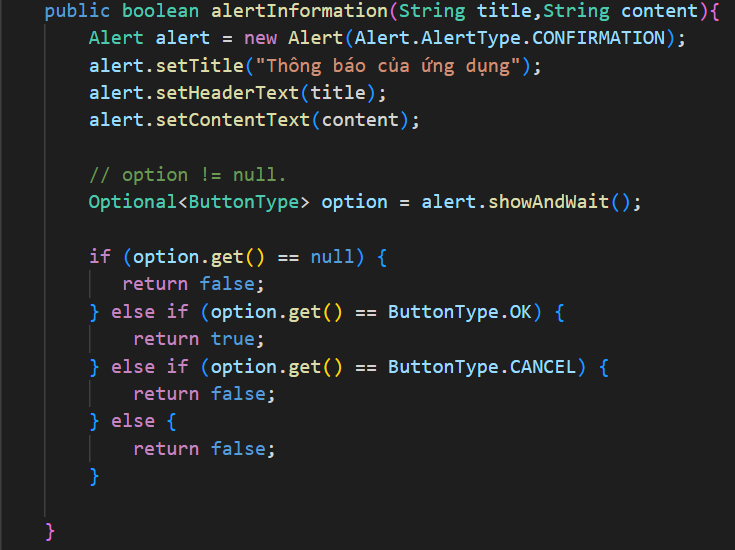 public boolean alertInformation(String title,String content){
Alert alert = new Alert(Alert.AlertType.CONFIRMATION);
alert.setTitle("Thông báo của ứng dụng");
alert.setHeaderText(title);
alert.setContentText(content);
// option != null.
Optional<ButtonType> option = alert.showAndWait();
if (option.get() == null) {
return false;
} else if (option.get() == ButtonType.OK) {
return true;
} else if (option.get() == ButtonType.CANCEL) {
return false;
} else {
return false;
}
}